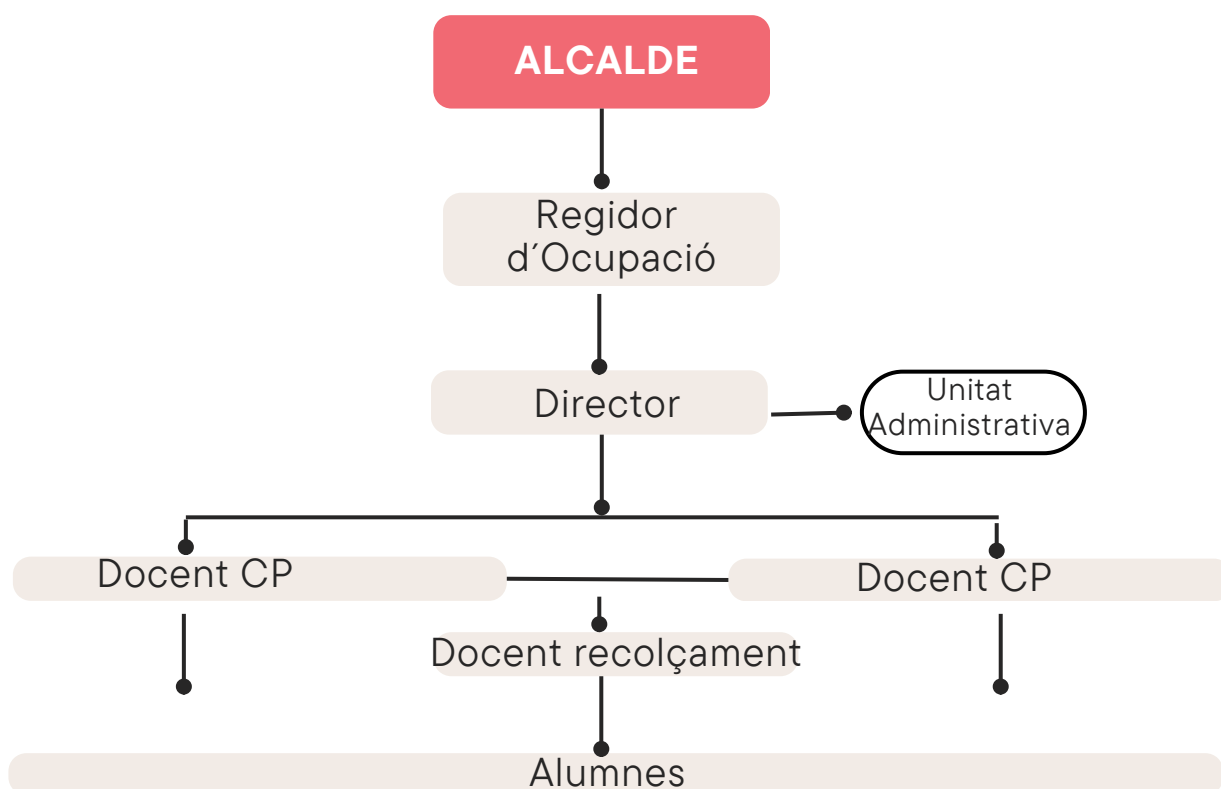 ALCALDE
Regidor
d´Ocupació
Director
Unitat
Administrativa
Docent CP
Docent CP
Docent recolçament
Alumnes